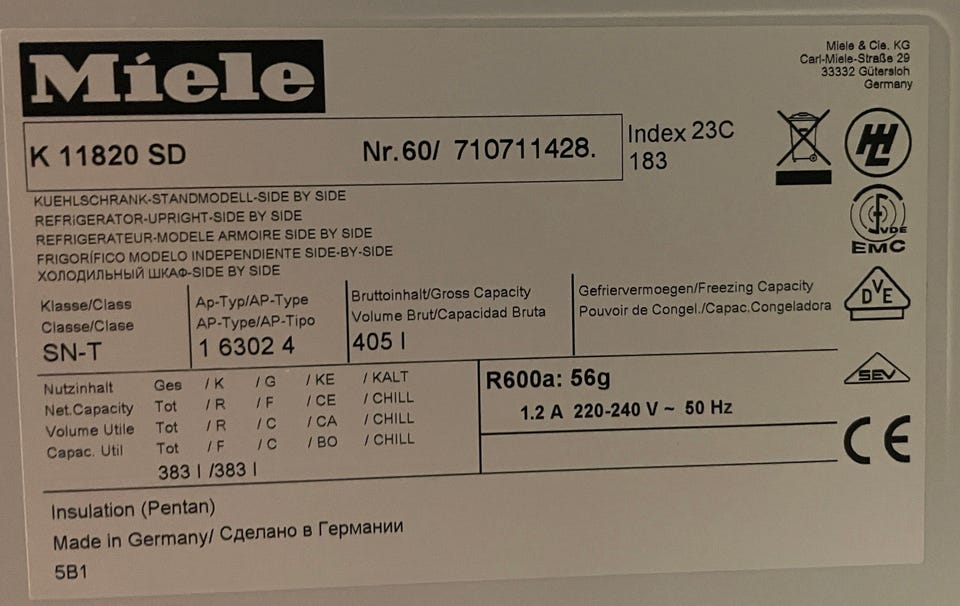 Miele
Miele & Cie. KG
Carl-Miele-Straße 29
33332 Gütersloh
Germany
K 11820 SD
Nr.60/ 710711428.
Index 23C
183
KUEHLSCHRANK-STANDMODELL-SIDE BY SIDE
REFRIGERATOR-UPRIGHT-SIDE BY SIDE
REFRIGERATEUR-MODELE ARMOIRE SIDE BY SIDE
FRIGORÍFICO MODELO INDEPENDIENTE SIDE-BY-SIDE
ХОЛОДИЛЬНЫЙ ШКАФ-SIDE BY SIDE
VDE
EMC
DVE
SEV
CE
Klasse/Class
Classe/Clase
SN-T
Ap-Typ/AP-Type
AP-Type/AP-Tipo
1 6302 4
Bruttoinhalt/Gross Capacity
Volume Brut/Capacidad Bruta
405 l
Gefriervermoegen/Freezing Capacity
Pouvoir de Congel./Capac.Congeladora
Nutzinhalt Ges / K / G / KE / KALT
Net.Capacity Tot / R / F / CE / CHILL
Volume Utile Tot / R / C / CA / CHILL
Capac. Util Tot / F / C / BO / CHILL
383 l /383 l
R600a: 56g
1.2 A 220-240 V ~ 50 Hz
Insulation (Pentan)
Made in Germany/ Сделано в Германии
5B1